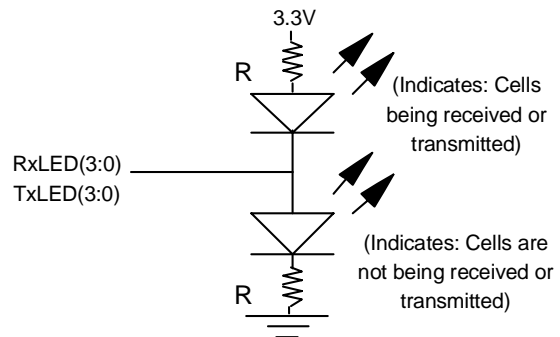 3.3V
R
(Indicates: Cells
being received or
transmitted)
RxLED(3:0)
TxLED(3:0)
(Indicates: Cells are
not being received or
transmitted)
R